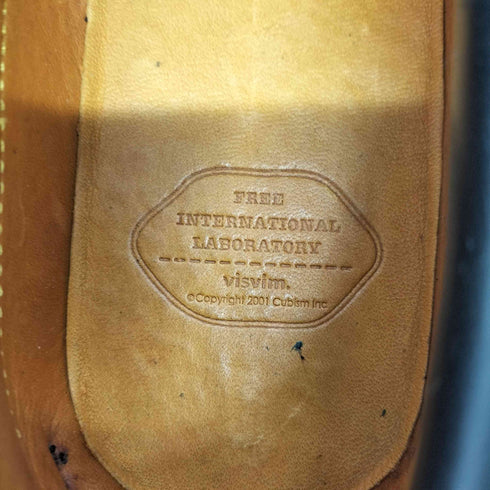 FREE
INTERNATIONAL
LABORATORY
visvim.
©Copyright 2001 Cubism Inc